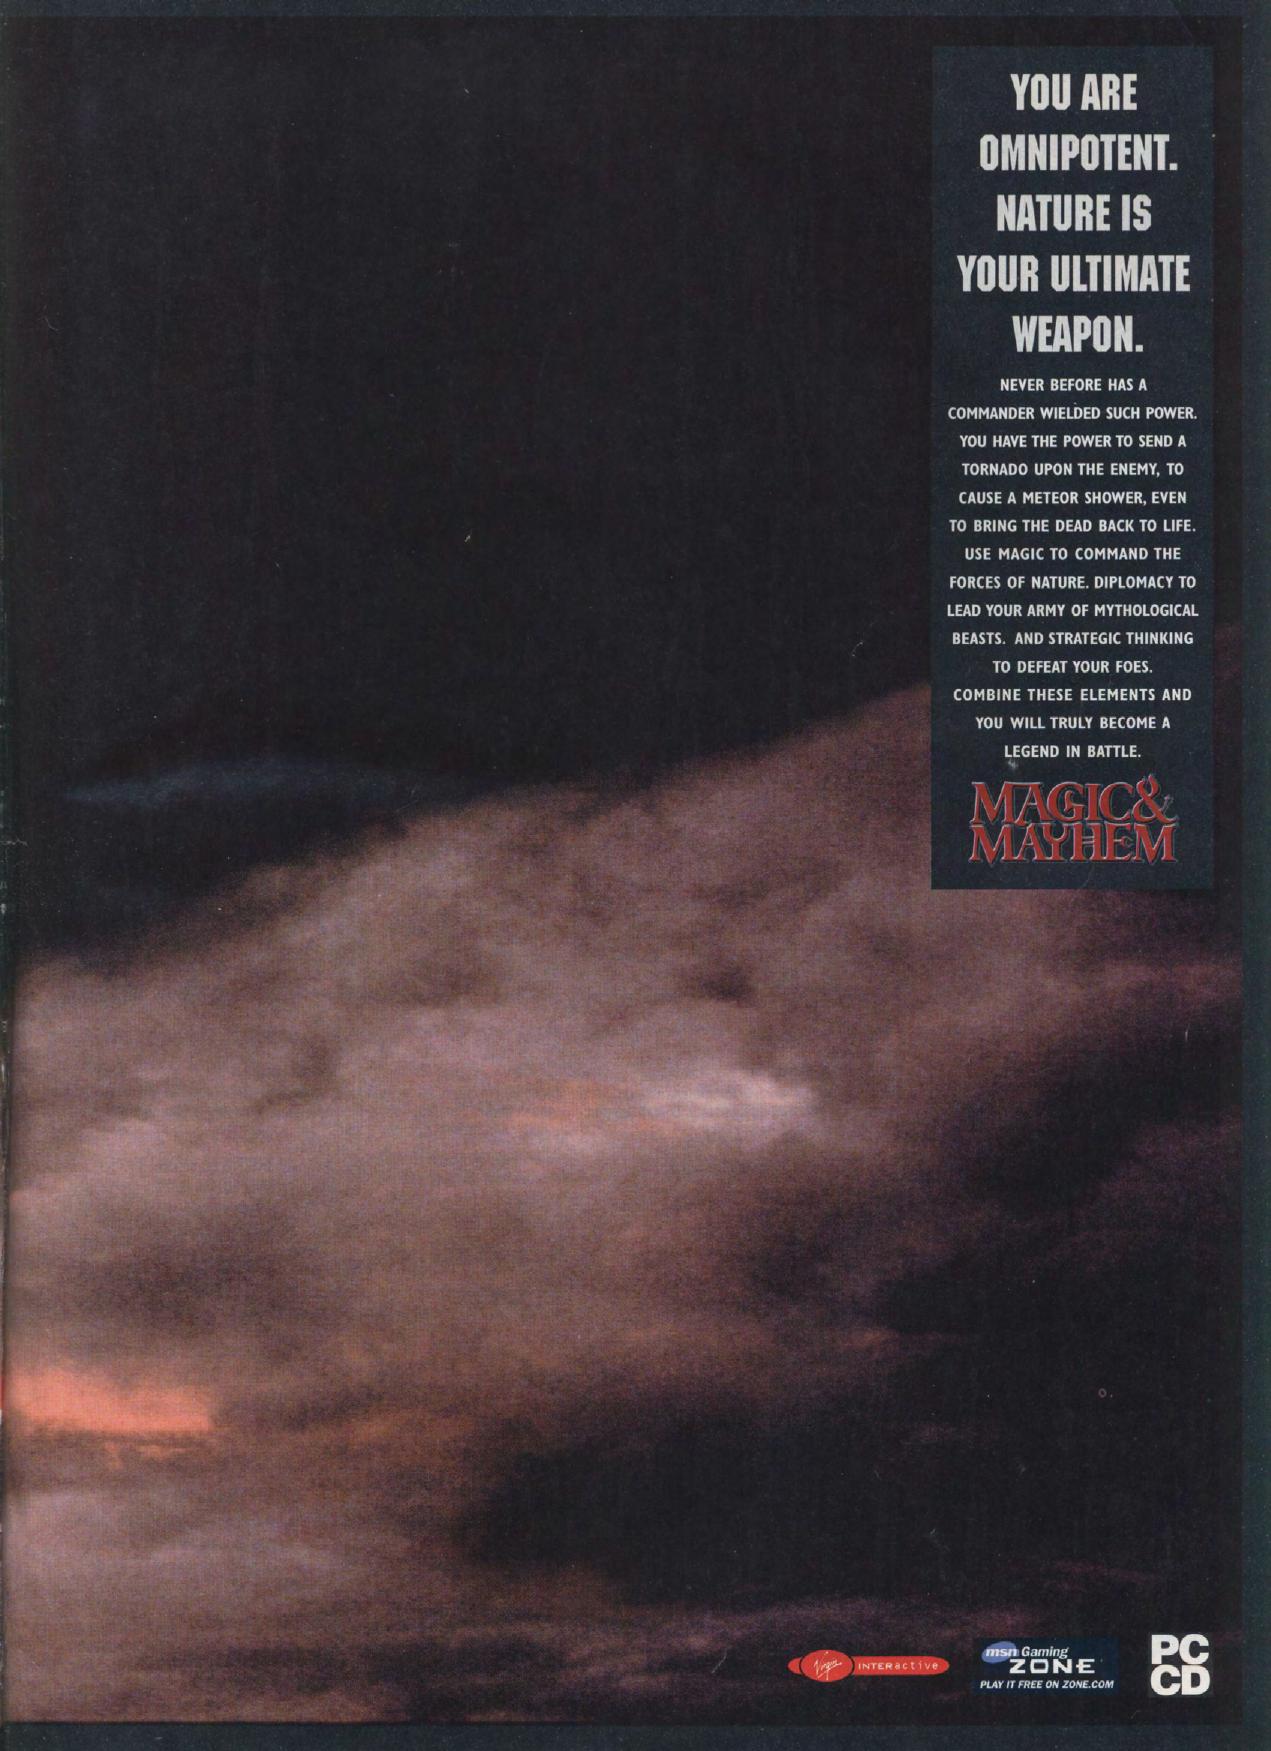 YOU ARE
OMNIPOTENT.
NATURE IS
YOUR ULTIMATE
WEAPON.
NEVER BEFORE HAS A
COMMANDER WIELDED SUCH POWER.
YOU HAVE THE POWER TO SEND A
TORNADO UPON THE ENEMY, TO
CAUSE A METEOR SHOWER, EVEN
TO BRING THE DEAD BACK TO LIFE.
USE MAGIC TO COMMAND THE
FORCES OF NATURE. DIPLOMACY TO
LEAD YOUR ARMY OF MYTHOLOGICAL
BEASTS. AND STRATEGIC THINKING
TO DEFEAT YOUR FOES.
COMBINE THESE ELEMENTS AND
YOU WILL TRULY BECOME A
LEGEND IN BATTLE.
MAGIC &
MAYHEM
Virgin INTERactive
msn Gaming
ZONE
PLAY IT FREE ON ZONE.COM
PC
CD